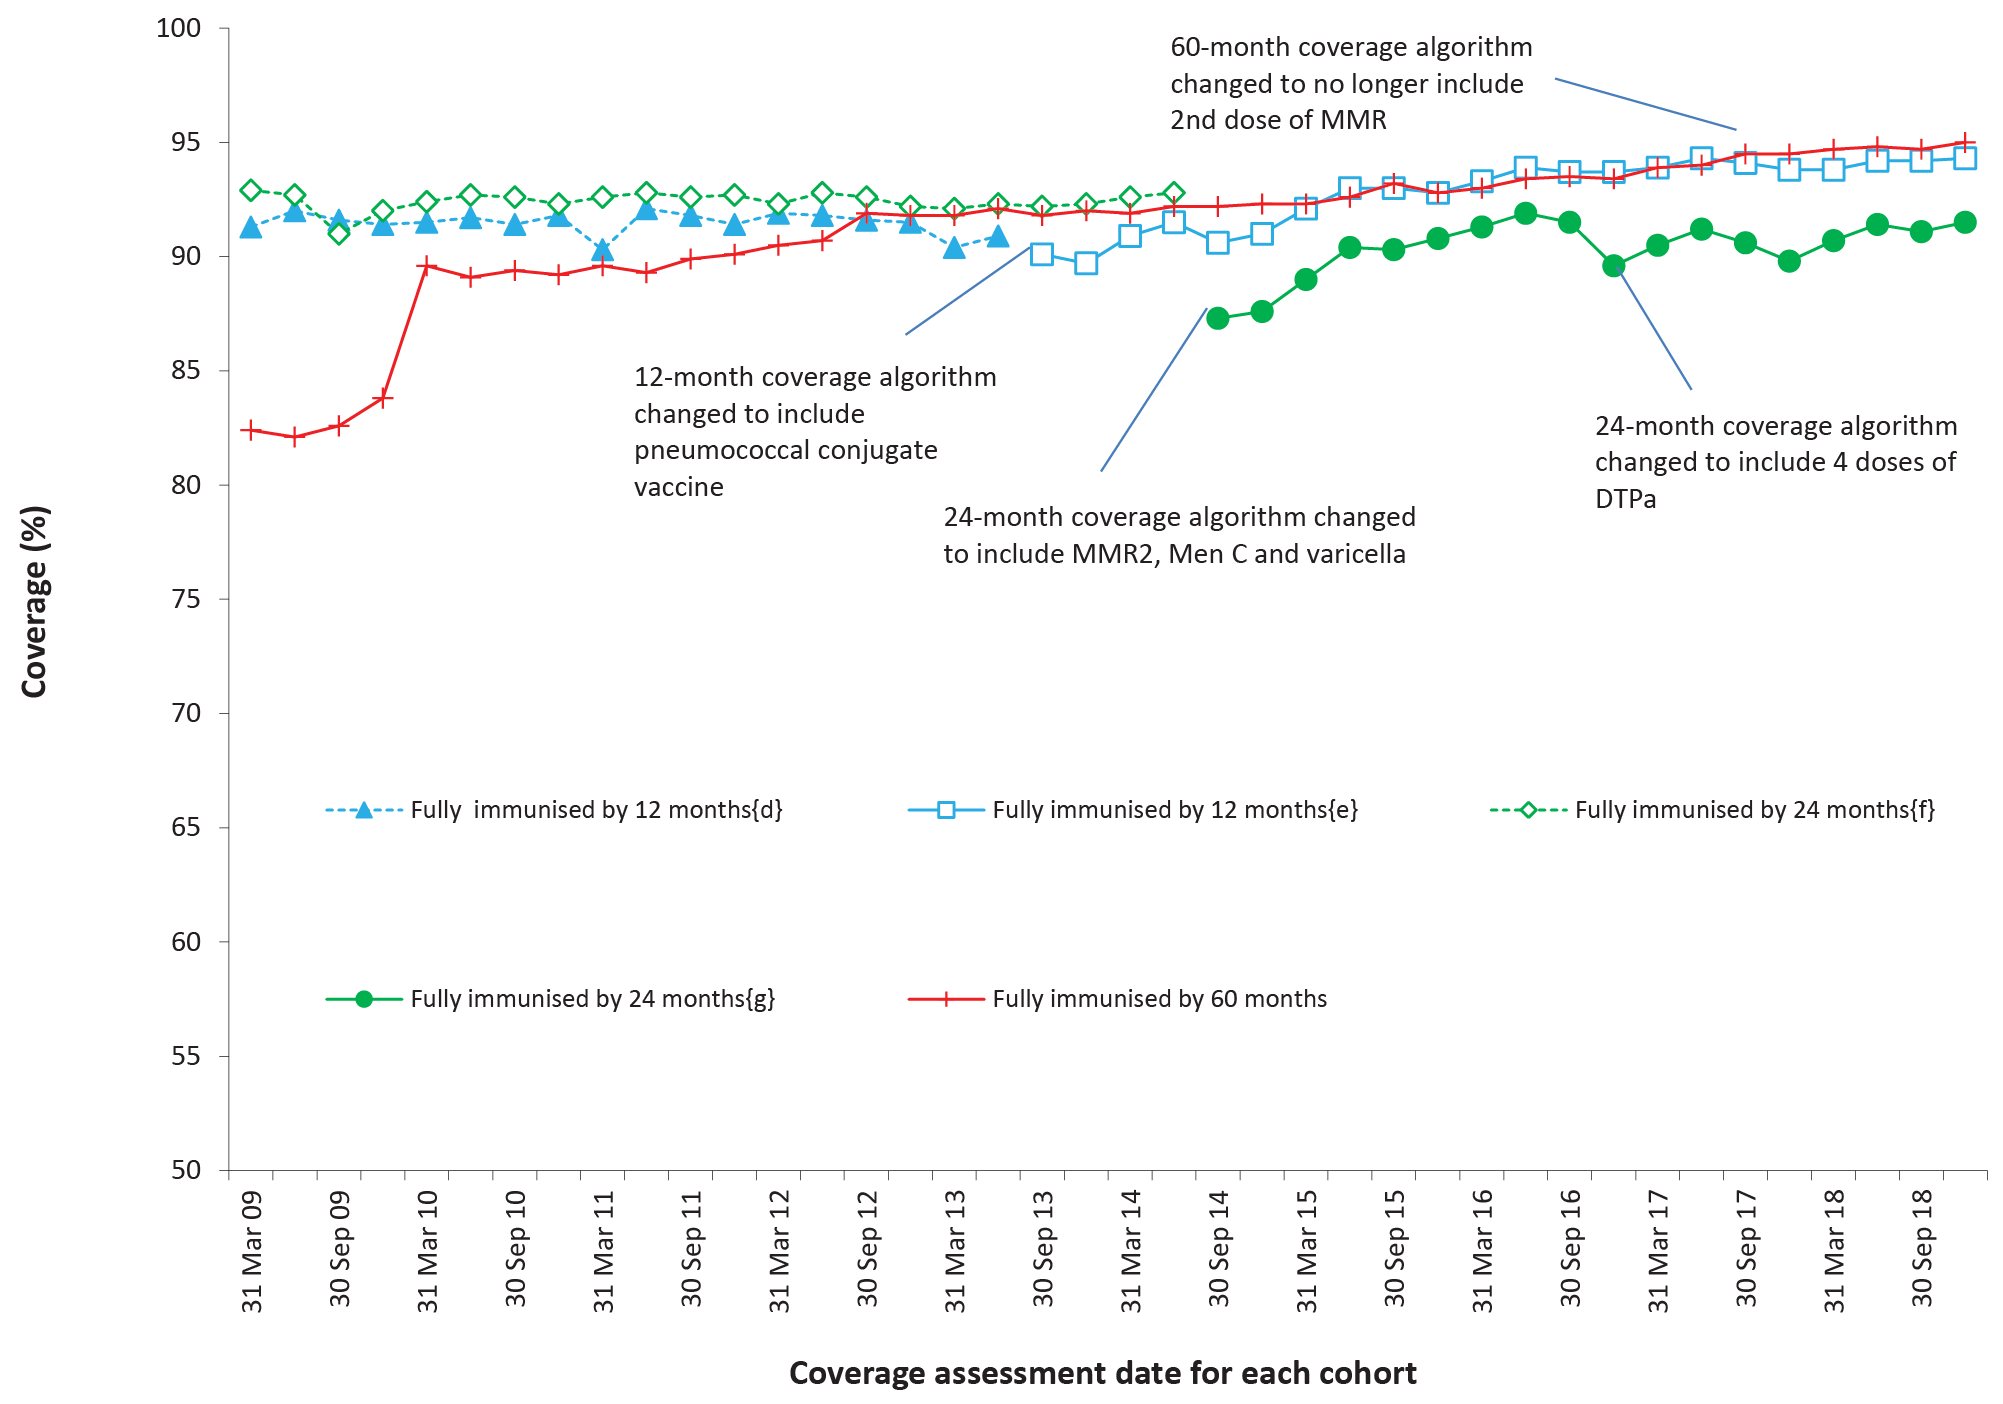 100
95
90
85
80
75
70
65
60
55
50
Coverage (%)
60-month coverage algorithm
changed to no longer include
2nd dose of MMR
12-month coverage algorithm
changed to include
pneumococcal conjugate
vaccine
24-month coverage algorithm changed
to include MMR2, Men C and varicella
24-month coverage algorithm
changed to include 4 doses of
DTPa
Fully immunised by 12 months{d}
Fully immunised by 12 months{e}
Fully immunised by 24 months{f}
Fully immunised by 24 months{g}
Fully immunised by 60 months
31 Mar 09
30 Sep 09
31 Mar 10
30 Sep 10
31 Mar 11
30 Sep 11
31 Mar 12
30 Sep 12
31 Mar 13
30 Sep 13
31 Mar 14
30 Sep 14
31 Mar 15
30 Sep 15
31 Mar 16
30 Sep 16
31 Mar 17
30 Sep 17
31 Mar 18
30 Sep 18
Coverage assessment date for each cohort